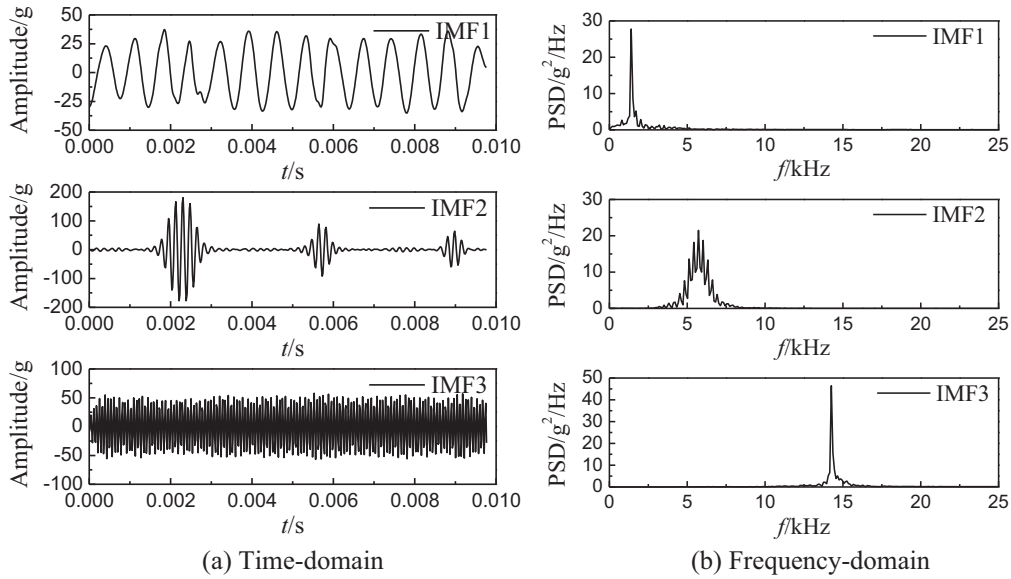 Amplitude/g
50
25
0
-25
-50
IMF1
0.000 0.002 0.004 0.006 0.008 0.010
t/s
Amplitude/g
200
100
0
-100
-200
IMF2
0.000 0.002 0.004 0.006 0.008 0.010
t/s
Amplitude/g
100
50
0
-50
-100
IMF3
0.000 0.002 0.004 0.006 0.008 0.010
t/s
(a) Time-domain
PSD/g²/Hz
30
20
10
0
IMF1
0 5 10 15 20 25
f/kHz
PSD/g²/Hz
30
20
10
0
IMF2
0 5 10 15 20 25
f/kHz
PSD/g²/Hz
50
40
30
20
10
0
IMF3
0 5 10 15 20 25
f/kHz
(b) Frequency-domain